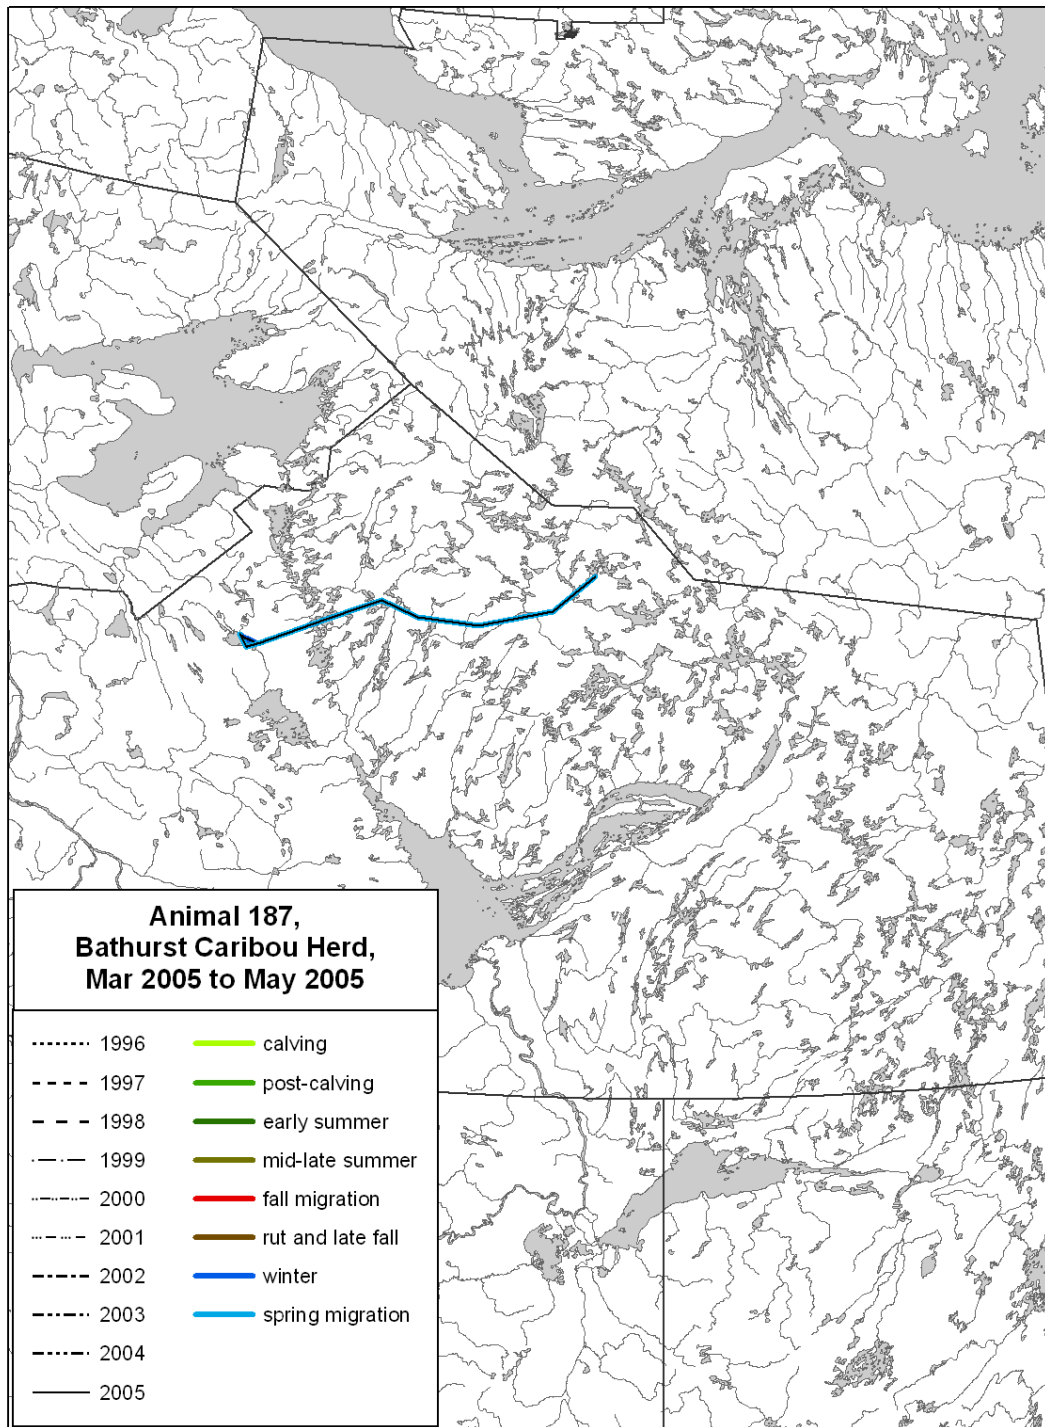 Animal 187,
Bathurst Caribou Herd,
Mar 2005 to May 2005
1996
1997
1998
1999
2000
2001
2002
2003
2004
2005
calving
post-calving
early summer
mid-late summer
fall migration
rut and late fall
winter
spring migration